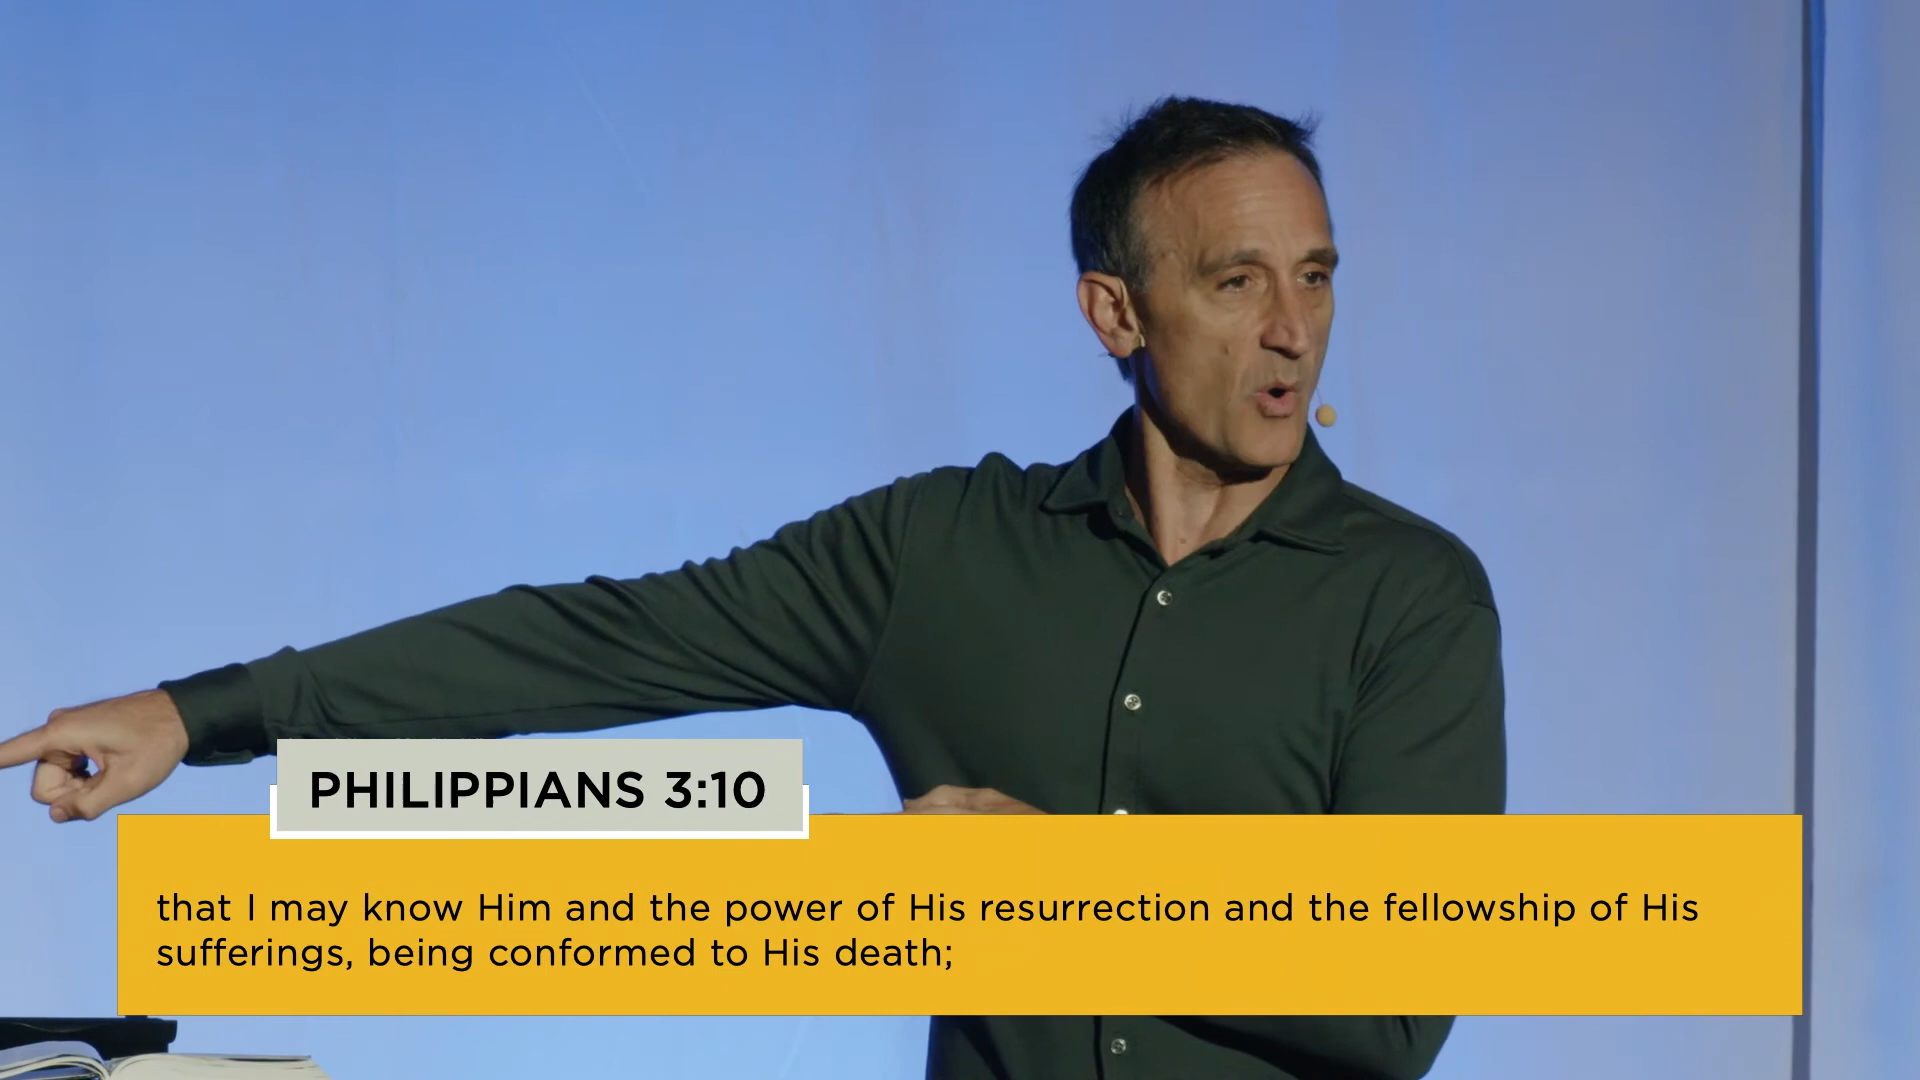 PHILIPPIANS 3:10
that I may know Him and the power of His resurrection and the fellowship of His
sufferings, being conformed to His death;